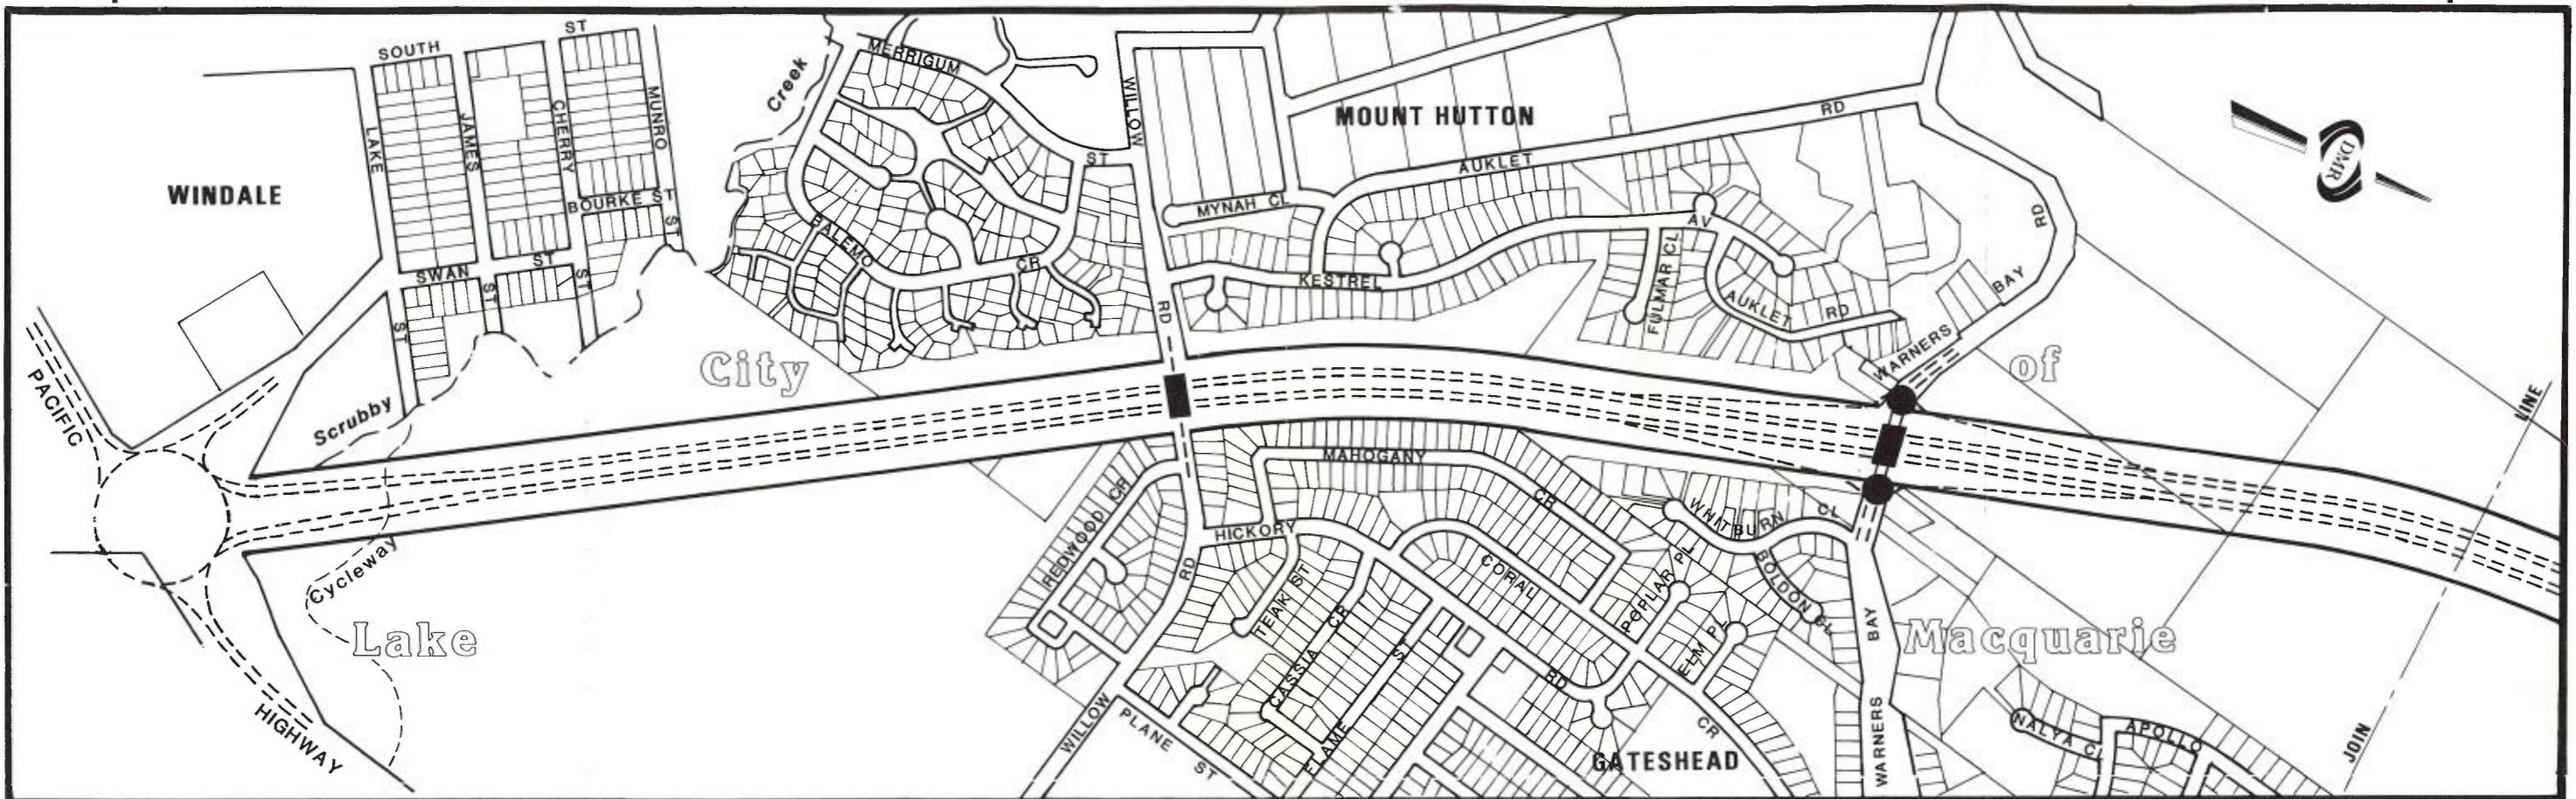 SOUTH ST
LAKE ST
JAMES ST
CHERRY ST
MUNRO ST
BOURKE ST
SWAN ST
WINDALE
Creek
Scrubby
MERRIGUM ST
BALEMO CR
WILLOW RD
MOUNT HUTTON
MYNAH CL
AUKLET RD
KESTREL AV
FULMAR CL
AUKLET RD
WARNERS BAY RD
DMR
PACIFIC
HIGHWAY
Cycleway
City
of
Lake
Macquarie
JOIN LINE
REDWOOD CR
WILLOW RD
HICKORY RD
MAHOGANY CR
TEAK ST
CASSIA CR
FLAME ST
PLANE ST
CORAIL CR
POPLAR PL
ELM PL
WHITBURN CL
BOLDON CL
WARNERS BAY
GATESHEAD
NALYA CL
APOLLO